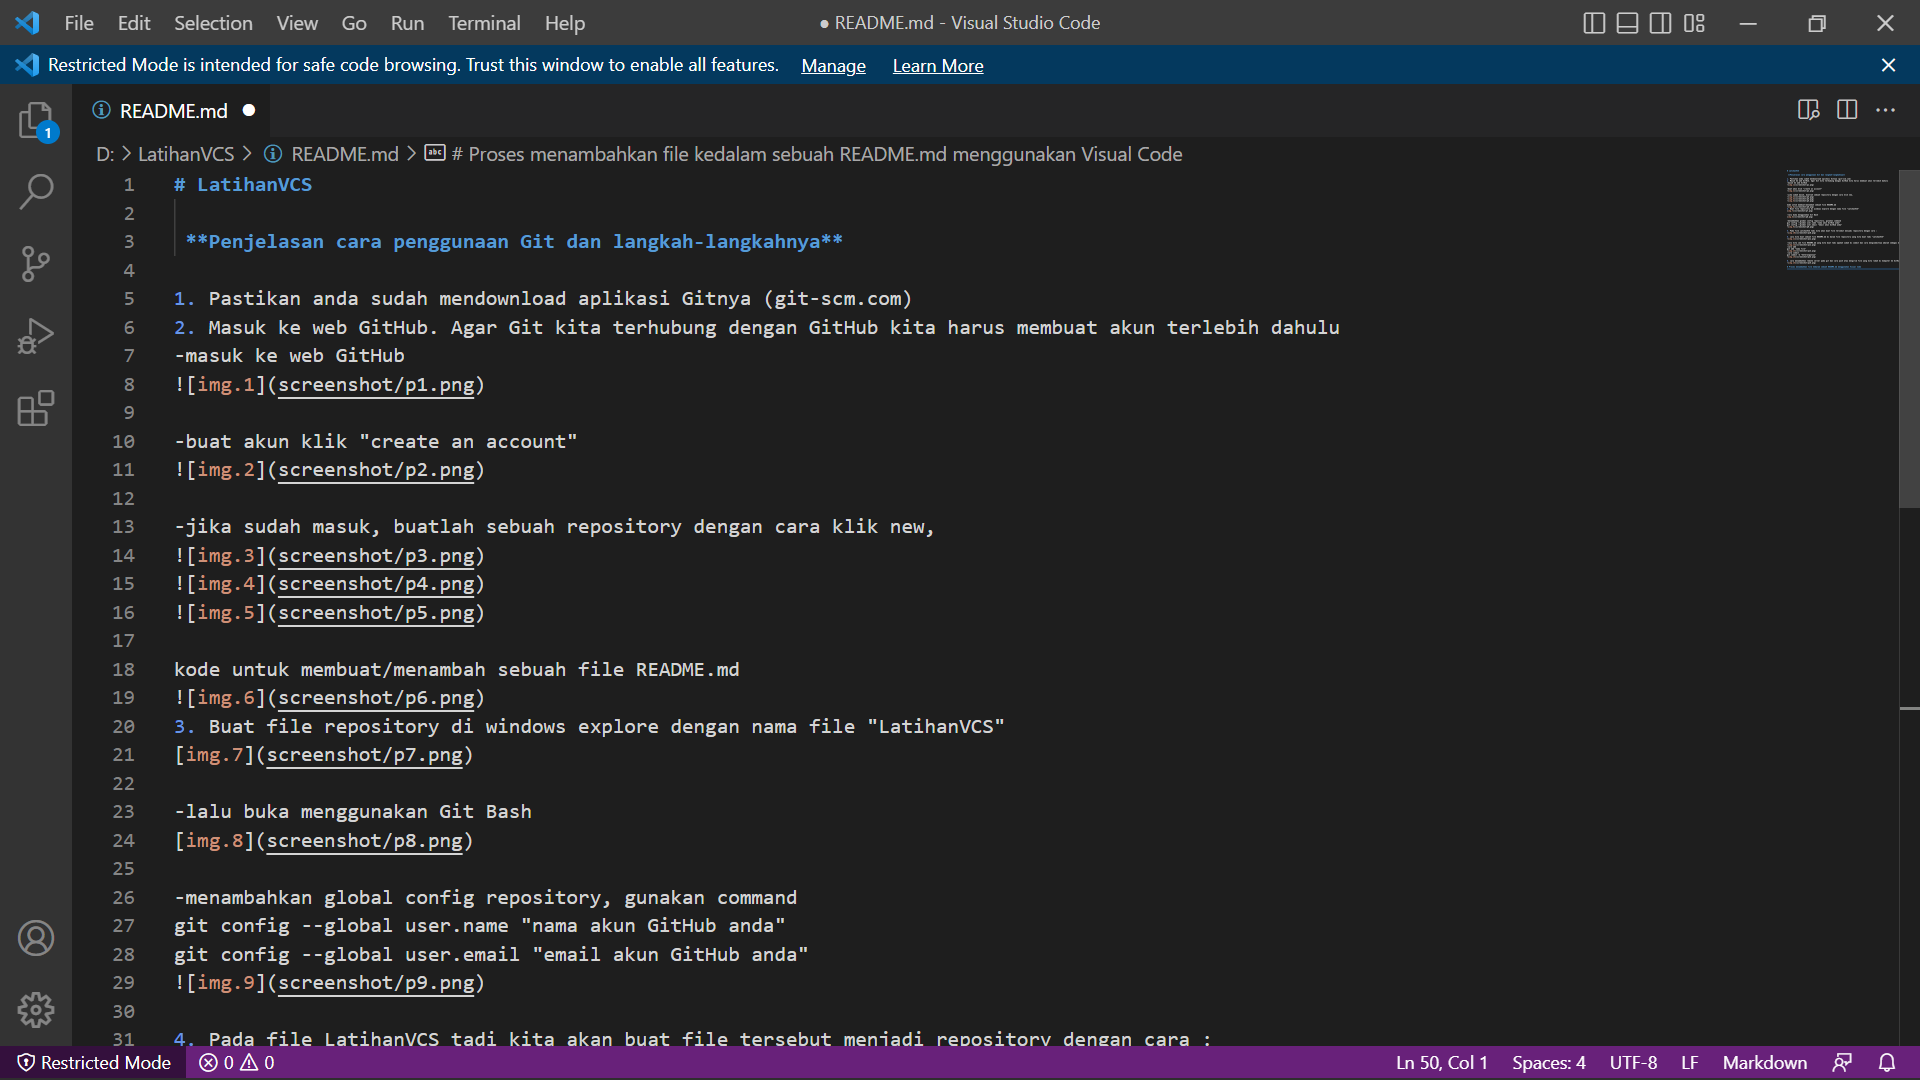 File Edit Selection View Go Run Terminal Help
● README.md - Visual Studio Code
Restricted Mode is intended for safe code browsing. Trust this window to enable all features. Manage Learn More
README.md
1
D: > LatihanVCS > README.md > # Proses menambahkan file kedalam sebuah README.md menggunakan Visual Code
1 # LatihanVCS
2
3 **Penjelasan cara penggunaan Git dan langkah-langkahnya**
4
5 1. Pastikan anda sudah mendownload aplikasi Gitnya (git-scm.com)
6 2. Masuk ke web GitHub. Agar Git kita terhubung dengan GitHub kita harus membuat akun terlebih dahulu
7 -masuk ke web GitHub
8 ![img.1](screenshot/p1.png)
9
10 -buat akun klik "create an account"
11 ![img.2](screenshot/p2.png)
12
13 -jika sudah masuk, buatlah sebuah repository dengan cara klik new,
14 ![img.3](screenshot/p3.png)
15 ![img.4](screenshot/p4.png)
16 ![img.5](screenshot/p5.png)
17
18 kode untuk membuat/menambah sebuah file README.md
19 ![img.6](screenshot/p6.png)
20 3. Buat file repository di windows explore dengan nama file "LatihanVCS"
21 [img.7](screenshot/p7.png)
22
23 -lalu buka menggunakan Git Bash
24 [img.8](screenshot/p8.png)
25
26 -menambahkan global config repository, gunakan command
27 git config --global user.name "nama akun GitHub anda"
28 git config --global user.email "email akun GitHub anda"
29 ![img.9](screenshot/p9.png)
30
31 4. Pada file LatihanVCS tadi kita akan buat file tersebut menjadi repository dengan cara :
Restricted Mode 0 0 Ln 50, Col 1 Spaces: 4 UTF-8 LF Markdown